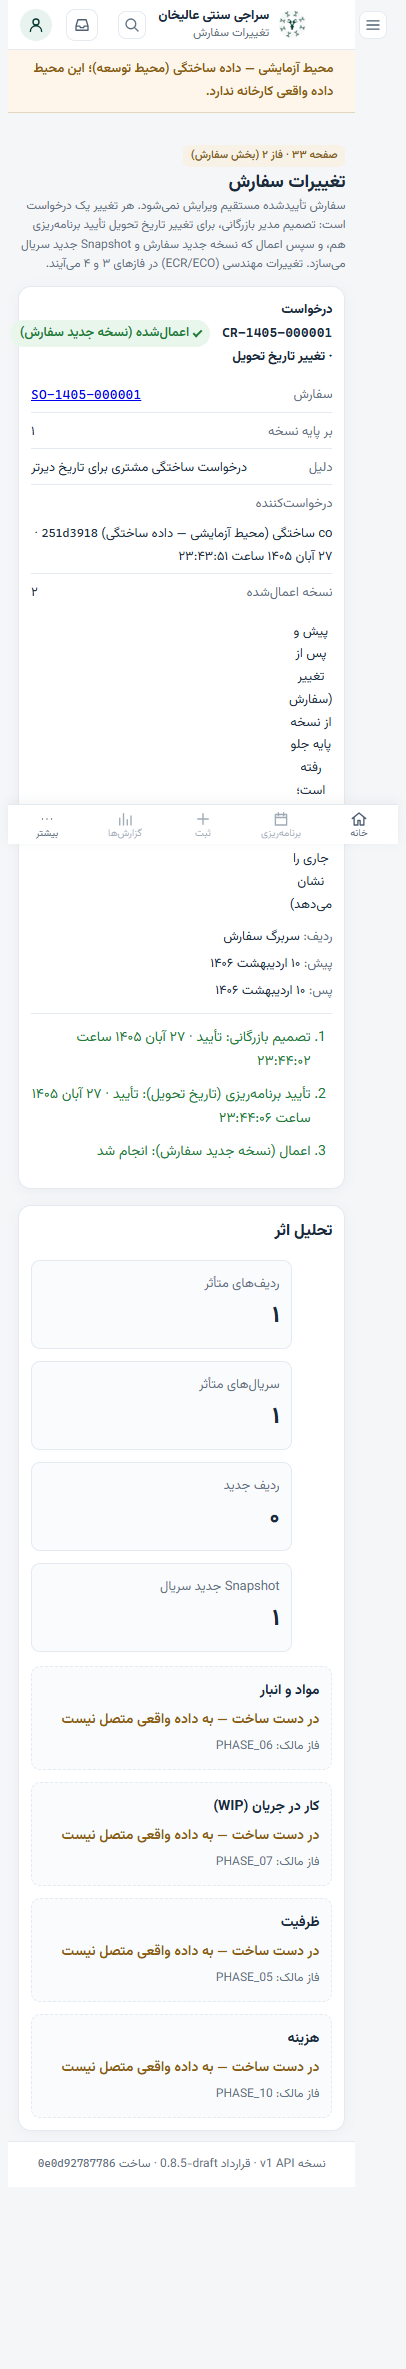 سراجی سنتی عالیخان
تغییرات سفارش
محیط آزمایشی — داده ساختگی (محیط توسعه)؛ این محیط
داده واقعی کارخانه ندارد.
صفحه ۳۳ · فاز ۲ (بخش سفارش)
تغییرات سفارش
سفارش تأییدشده مستقیم ویرایش نمی‌شود. هر تغییر یک درخواست
است: تصمیم مدیر بازرگانی، برای تغییر تاریخ تحویل تأیید برنامه‌ریزی
هم، و سپس اعمال که نسخه جدید سفارش و Snapshot جدید سریال
می‌سازد. تغییرات مهندسی (ECR/ECO) در فازهای ۳ و ۴ می‌آیند.
درخواست
CR-1405-000001
· تغییر تاریخ تحویل
✔ اعمال‌شده (نسخه جدید سفارش)
سفارش
SO-1405-000001
بر پایه نسخه
۱
دلیل
درخواست ساختگی مشتری برای تاریخ دیرتر
درخواست‌کننده
co ساختگی (محیط آزمایشی — داده ساختگی) 251d3918 ·
۲۷ آبان ۱۴۰۵ ساعت ۲۳:۴۳:۵۱
نسخه اعمال‌شده
۲
پیش و
پس از
تغییر
(سفارش
از نسخه
پایه جلو
رفته
است؛
خانه
برنامه‌ریزی
ثبت
گزارش‌ها
بیشتر
جاری را
نشان
می‌دهد)
ردیف: سربرگ سفارش
پیش: ۱۰ اردیبهشت ۱۴۰۶
پس: ۱۰ اردیبهشت ۱۴۰۶
1. تصمیم بازرگانی: تأیید · ۲۷ آبان ۱۴۰۵ ساعت
۲۳:۴۴:۰۲
2. تأیید برنامه‌ریزی (تاریخ تحویل): تأیید · ۲۷ آبان ۱۴۰۵
ساعت ۲۳:۴۴:۰۶
3. اعمال (نسخه جدید سفارش): انجام شد
تحلیل اثر
ردیف‌های متأثر
۱
سریال‌های متأثر
۱
ردیف جدید
۰
Snapshot جدید سریال
۱
مواد و انبار
در دست ساخت — به داده واقعی متصل نیست
فاز مالک: PHASE_06
کار در جریان (WIP)
در دست ساخت — به داده واقعی متصل نیست
فاز مالک: PHASE_07
ظرفیت
در دست ساخت — به داده واقعی متصل نیست
فاز مالک: PHASE_05
هزینه
در دست ساخت — به داده واقعی متصل نیست
فاز مالک: PHASE_10
نسخه API v1 · قرارداد 0.8.5-draft · ساخت 0e0d92787786